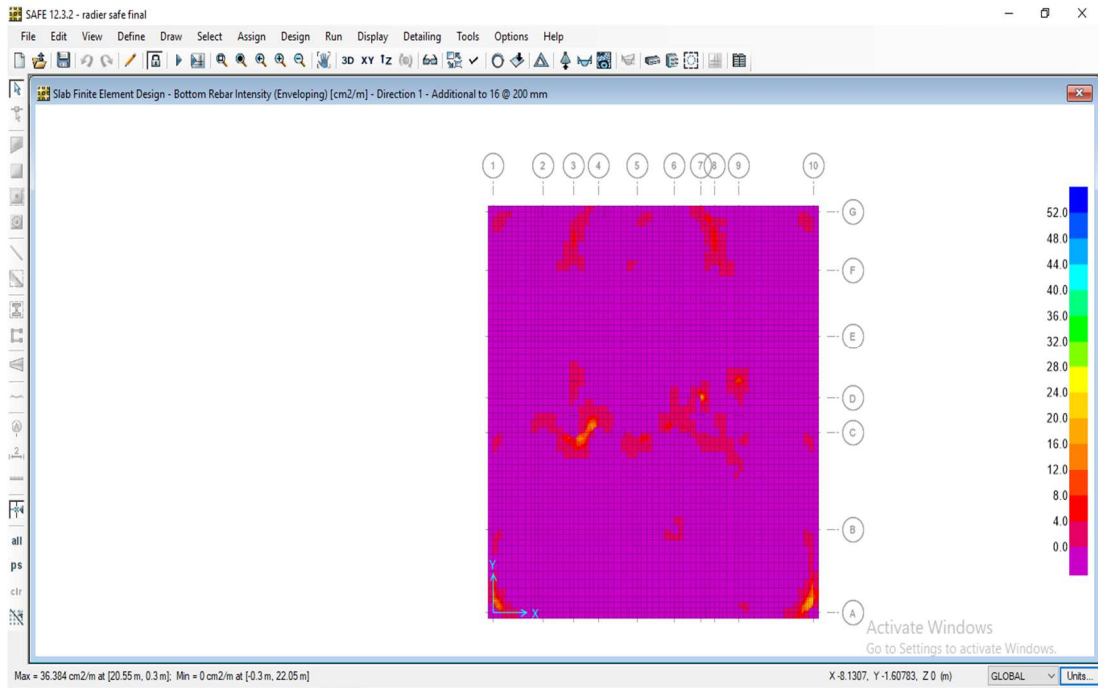 SAFE 12.3.2 - radier safe final
File Edit View Define Draw Select Assign Design Run Display Detailing Tools Options Help
3D XY
Slab Finite Element Design - Bottom Rebar Intensity (Enveloping) [cm2/m] - Direction 1 - Additional to 16 @ 200 mm
1 2 3 4 5 6 7 8 9 10
G
F
E
D
C
B
A
Y
X
52.0
48.0
44.0
40.0
36.0
32.0
28.0
24.0
20.0
16.0
12.0
8.0
4.0
0.0
2
all
ps
clr
Activate Windows
Go to Settings to activate Windows.
Max = 36.384 cm2/m at [20.55 m, 0.3 m]; Min = 0 cm2/m at [-0.3 m, 22.05 m]
X -8.1307, Y -1.60783, Z 0 (m)
GLOBAL
Units...